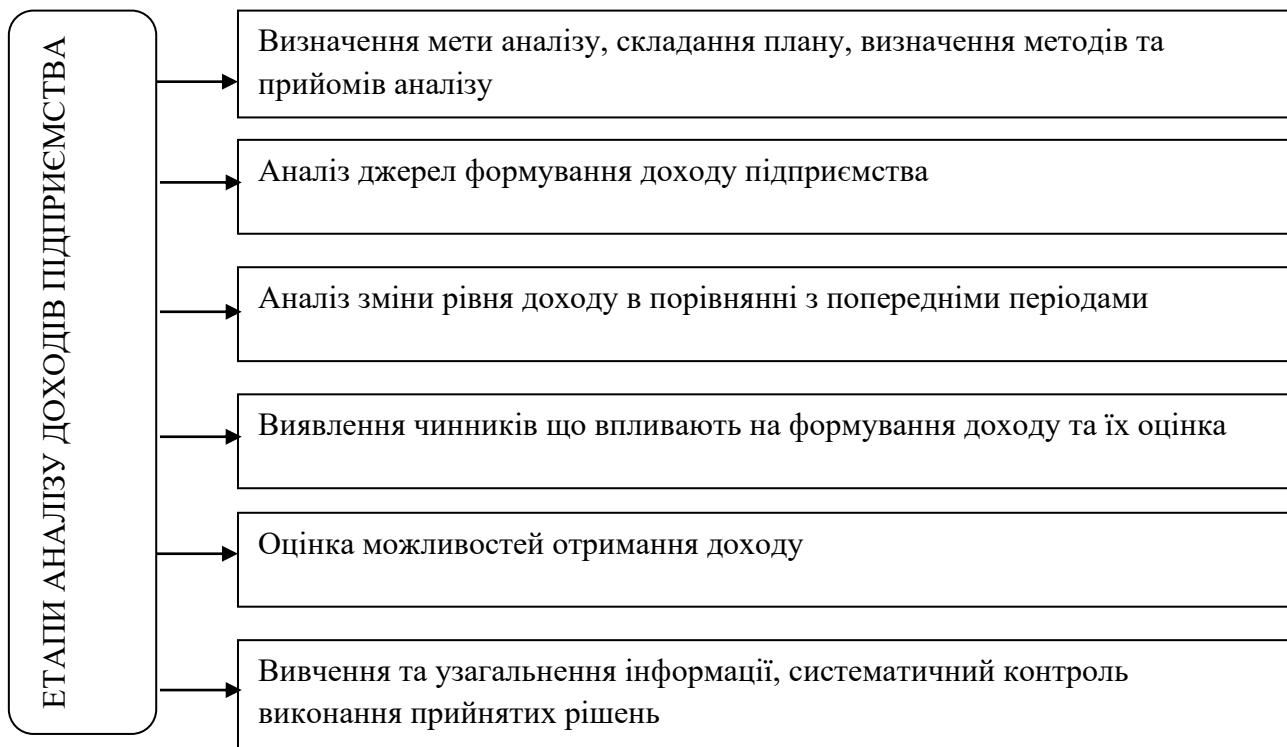 ЕТАПИ АНАЛІЗУ ДОХОДІВ ПІДПРИЄМСТВА
Визначення мети аналізу, складання плану, визначення методів та
прийомів аналізу
Аналіз джерел формування доходу підприємства
Аналіз зміни рівня доходу в порівнянні з попередніми періодами
Виявлення чинників що впливають на формування доходу та їх оцінка
Оцінка можливостей отримання доходу
Вивчення та узагальнення інформації, систематичний контроль
виконання прийнятих рішень